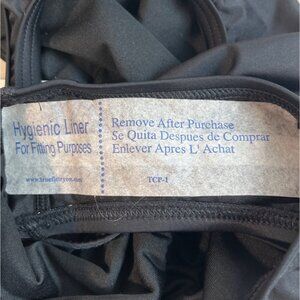 Hygienic Liner
For Fitting Purposes
Remove After Purchase
Se Quita Despues de Comprar
Enlever Apres L' Achat
TCP-1